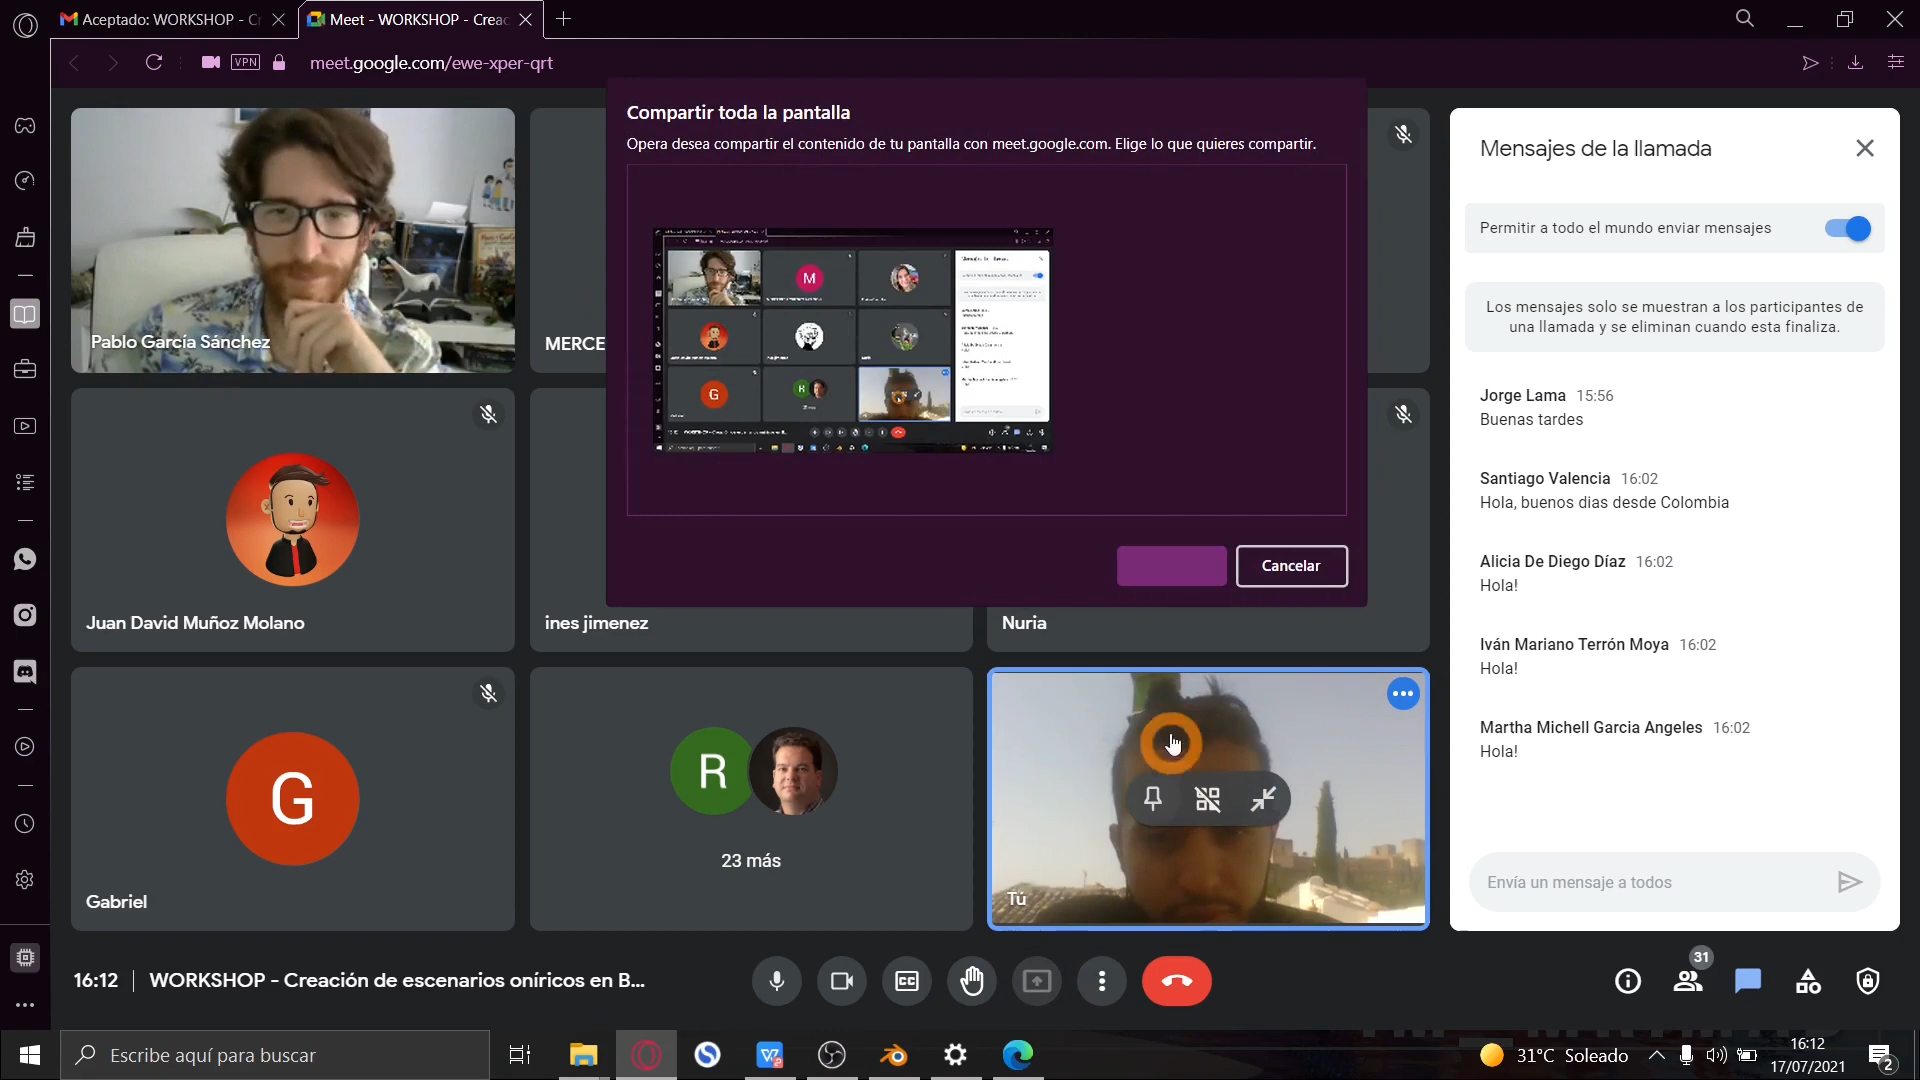 Aceptado: WORKSHOP - C
Meet - WORKSHOP - Creac
VPN
meet.google.com/ewe-xper-qrt
Compartir toda la pantalla
Opera desea compartir el contenido de tu pantalla con meet.google.com. Elige lo que quieres compartir.
M
G
R
Cancelar
Pablo García Sánchez
MERCE
Juan David Muñoz Molano
ines jimenez
Nuria
G
Gabriel
R
23 más
Tú
Mensajes de la llamada
Permitir a todo el mundo enviar mensajes
Los mensajes solo se muestran a los participantes de
una llamada y se eliminan cuando esta finaliza.
Jorge Lama 15:56
Buenas tardes
Santiago Valencia 16:02
Hola, buenos dias desde Colombia
Alicia De Diego Díaz 16:02
Hola!
Iván Mariano Terrón Moya 16:02
Hola!
Martha Michell Garcia Angeles 16:02
Hola!
Envía un mensaje a todos
16:12 WORKSHOP - Creación de escenarios oníricos en B...
CC
31
Escribe aquí para buscar
31°C Soleado
16:12
17/07/2021
2